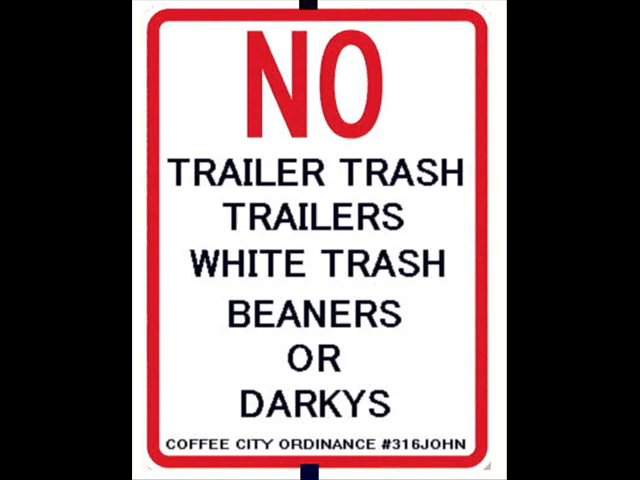 NO
TRAILER TRASH
TRAILERS
WHITE TRASH
BEANERS
OR
DARKYS
COFFEE CITY ORDINANCE #316JOHN